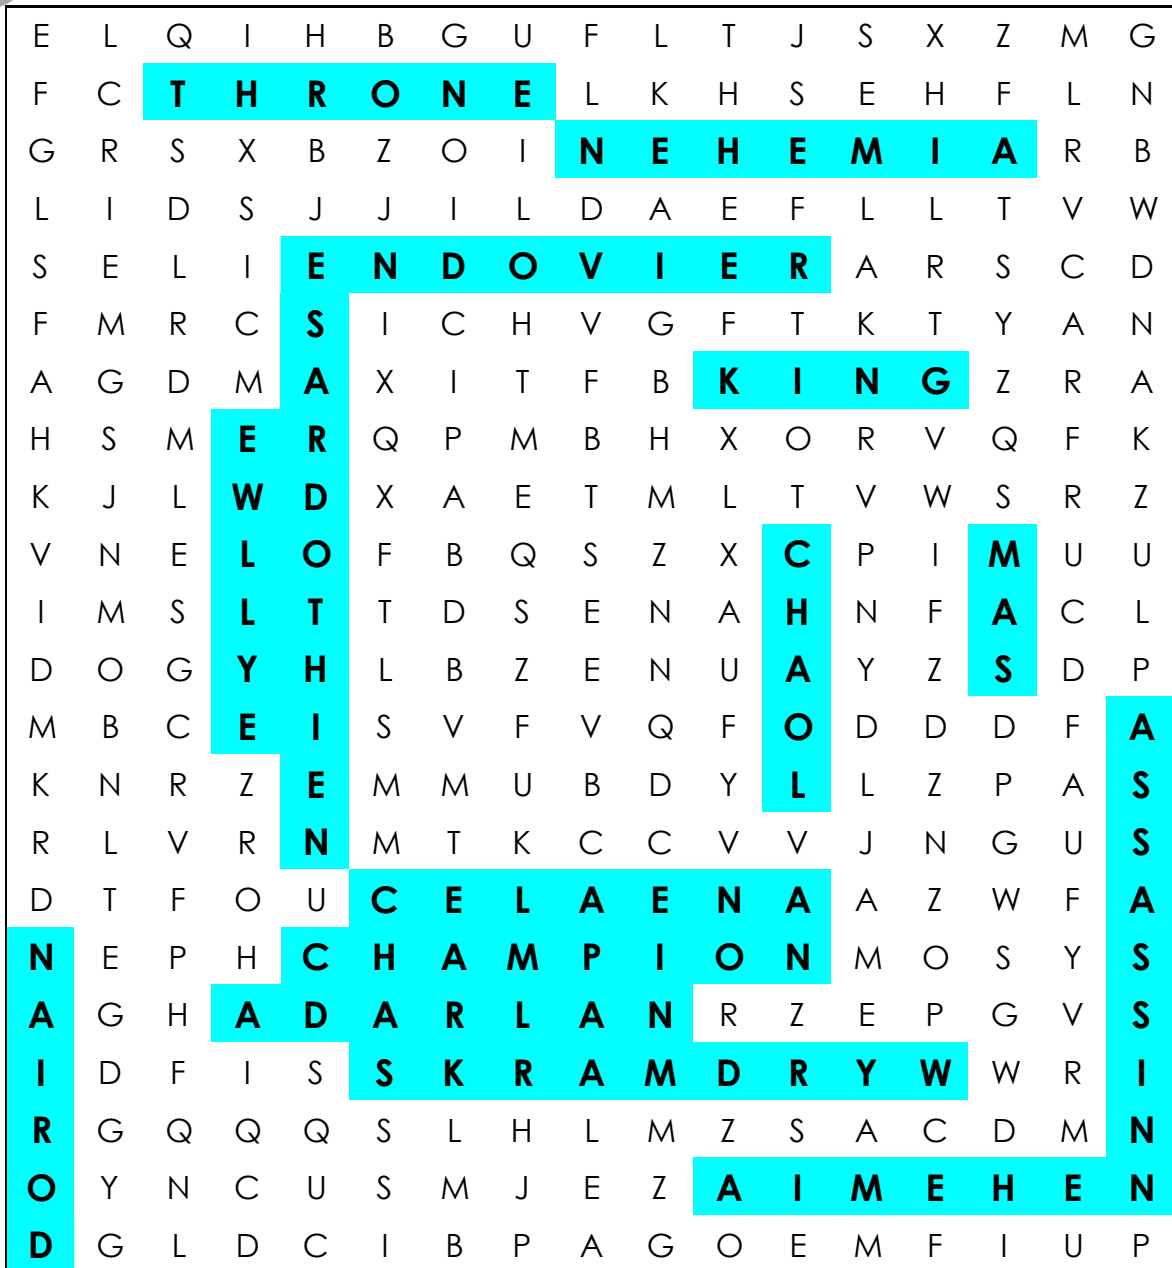 E L Q I H B G U F L T J S X Z M G
F C T H R O N E L K H S E H F L N
G R S X B Z O I N E H E M I A R B
L I D S J J I L D A E F L L T V W
S E L I E N D O V I E R A R S C D
F M R C S I C H V G F T K T Y A N
A G D M A X I T F B K I N G Z R A
H S M E R Q P M B H X O R V Q F K
K J L W D X A E T M L T V W S R Z
V N E L O F B Q S Z X C P I M U U
I M S L T T D S E N A H N F A C L
D O G Y H L B Z E N U A Y Z S D P
M B C E I S V F V Q F O D D D F A
K N R Z E M M U B D Y L L Z P A S
R L V R N M T K C C V V J N G U S
D T F O U C E L A E N A A Z W F A
N E P H C H A M P I O N M O S Y S
A G H A D A R L A N R Z E P G V S
I D F I S S K R A M D R Y W W R I
R G Q Q Q S L H L M Z S A C D M N
O Y N C U S M J E Z A I M E H E N
D G L D C I B P A G O E M F I U P